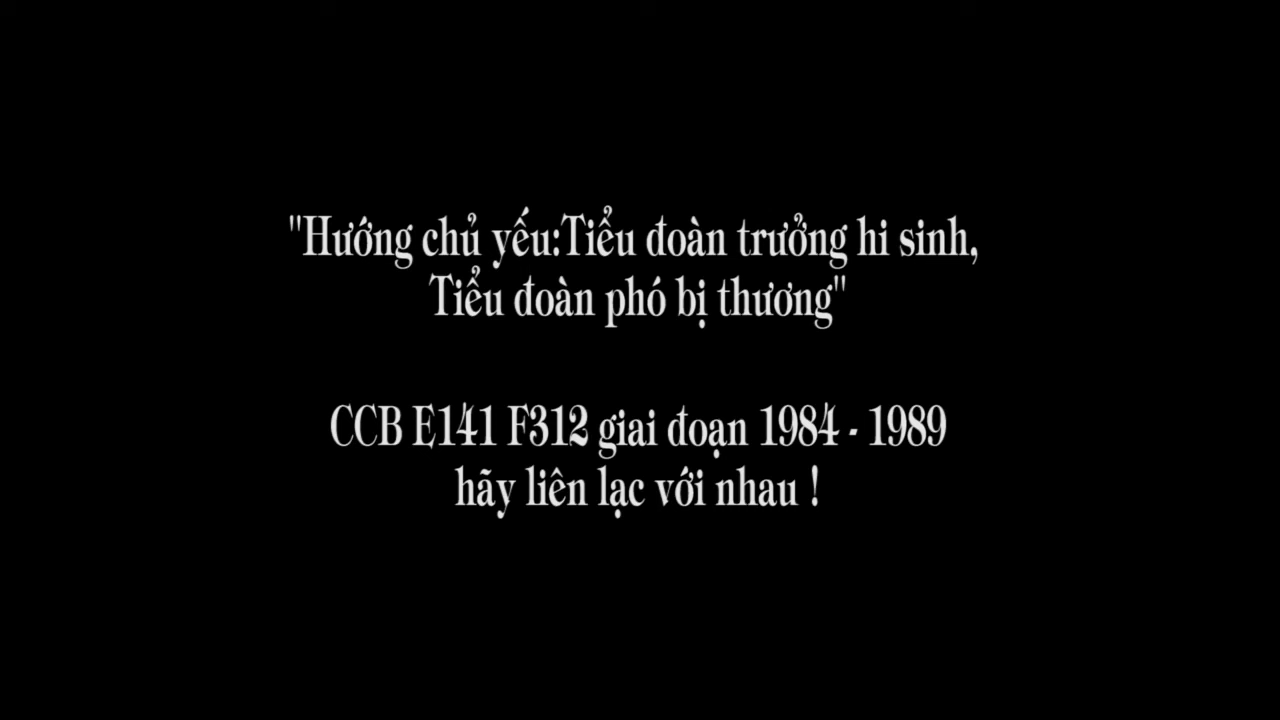 "Hướng chủ yếu:Tiểu đoàn trưởng hi sinh,
Tiểu đoàn phó bị thương"
CCB E141 F312 giai đoạn 1984 - 1989
hãy liên lạc với nhau !